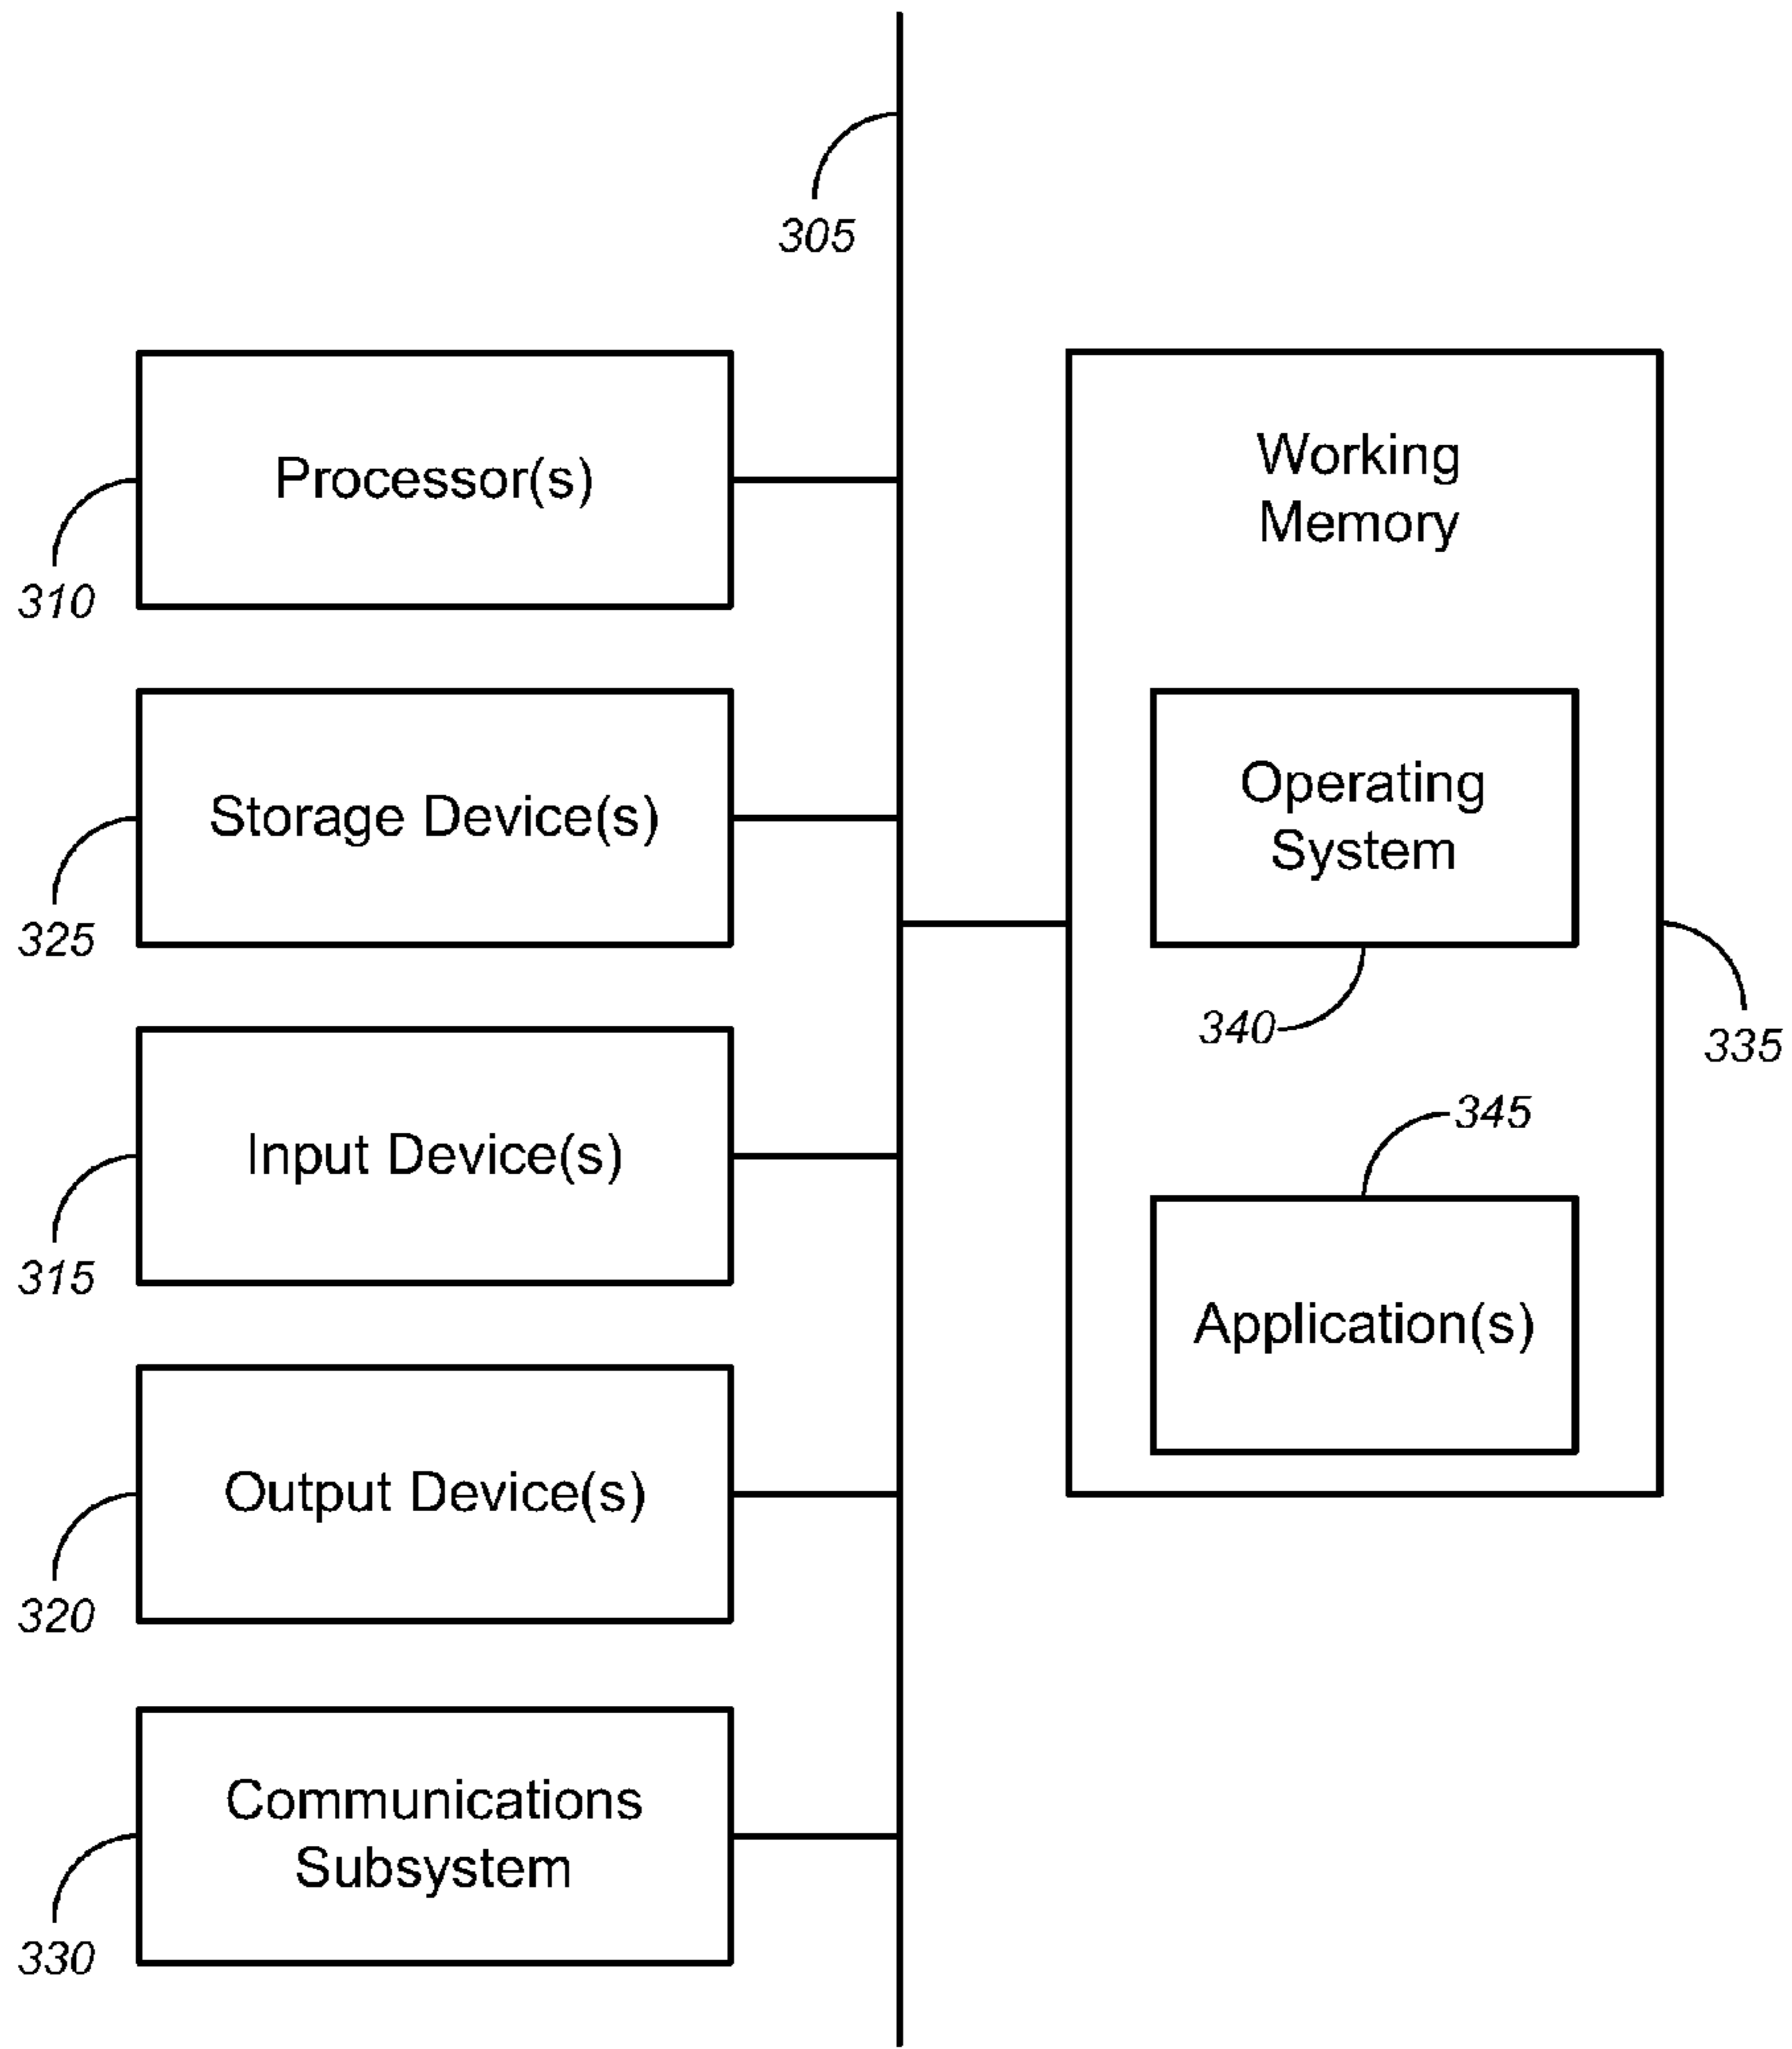 305
Processor(s)
310
Storage Device(s)
325
Input Device(s)
315
Output Device(s)
320
Communications
Subsystem
330
Working
Memory
Operating
System
340
335
345
Application(s)